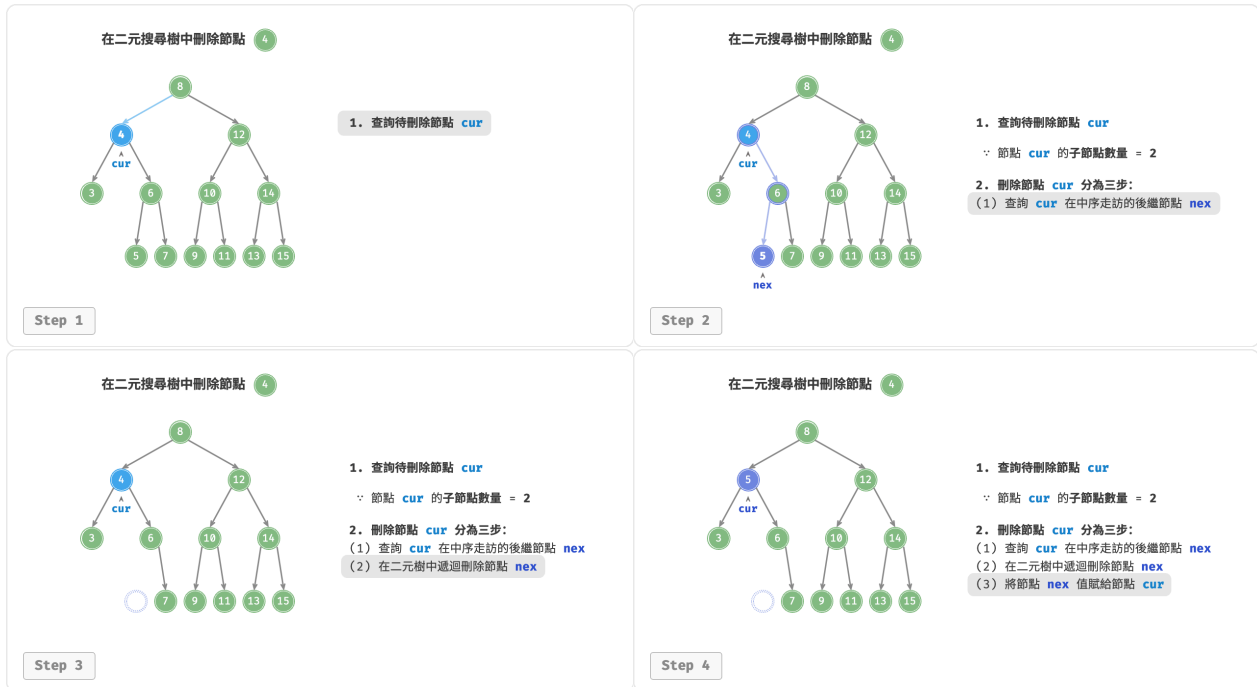 在二元搜尋樹中刪除節點 4
8
4 12
cur
3 6 10 14
5 7 9 11 13 15
1. 查詢待刪除節點 cur
Step 1
在二元搜尋樹中刪除節點 4
8
4 12
cur
3 6 10 14
5 7 9 11 13 15
nex
1. 查詢待刪除節點 cur
∵ 節點 cur 的子節點數量 = 2
2. 刪除節點 cur 分為三步:
(1) 查詢 cur 在中序走訪的後繼節點 nex
Step 2
在二元搜尋樹中刪除節點 4
8
4 12
cur
3 6 10 14
7 9 11 13 15
1. 查詢待刪除節點 cur
∵ 節點 cur 的子節點數量 = 2
2. 刪除節點 cur 分為三步:
(1) 查詢 cur 在中序走訪的後繼節點 nex
(2) 在二元樹中遞迴刪除節點 nex
Step 3
在二元搜尋樹中刪除節點 4
8
5 12
cur
3 6 10 14
7 9 11 13 15
1. 查詢待刪除節點 cur
∵ 節點 cur 的子節點數量 = 2
2. 刪除節點 cur 分為三步:
(1) 查詢 cur 在中序走訪的後繼節點 nex
(2) 在二元樹中遞迴刪除節點 nex
(3) 將節點 nex 值賦給節點 cur
Step 4